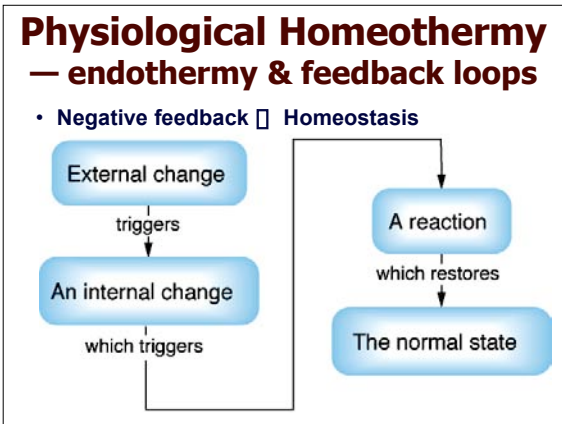 Physiological Homeothermy
— endothermy & feedback loops
• Negative feedback ▯ Homeostasis
External change
triggers
An internal change
which triggers
A reaction
which restores
The normal state